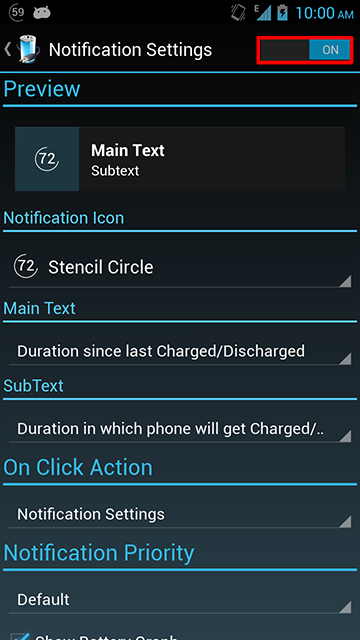 59
E
10:00 AM
Notification Settings
ON
Preview
72
Main Text
Subtext
Notification Icon
72
Stencil Circle
Main Text
Duration since last Charged/Discharged
SubText
Duration in which phone will get Charged/..
On Click Action
Notification Settings
Notification Priority
Default
Show Battery Graph